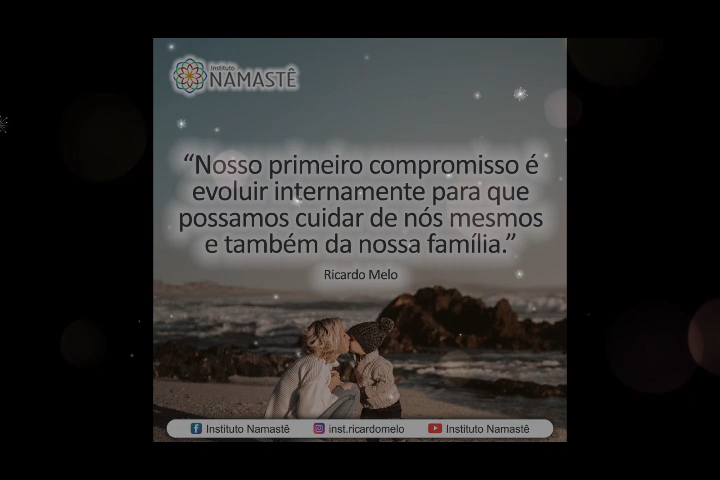 Instituto
NAMASTÊ
“Nosso primeiro compromisso é
evoluir internamente para que
possamos cuidar de nós mesmos
e também da nossa família.”
Ricardo Melo
Instituto Namastê inst.ricardomelo Instituto Namastê